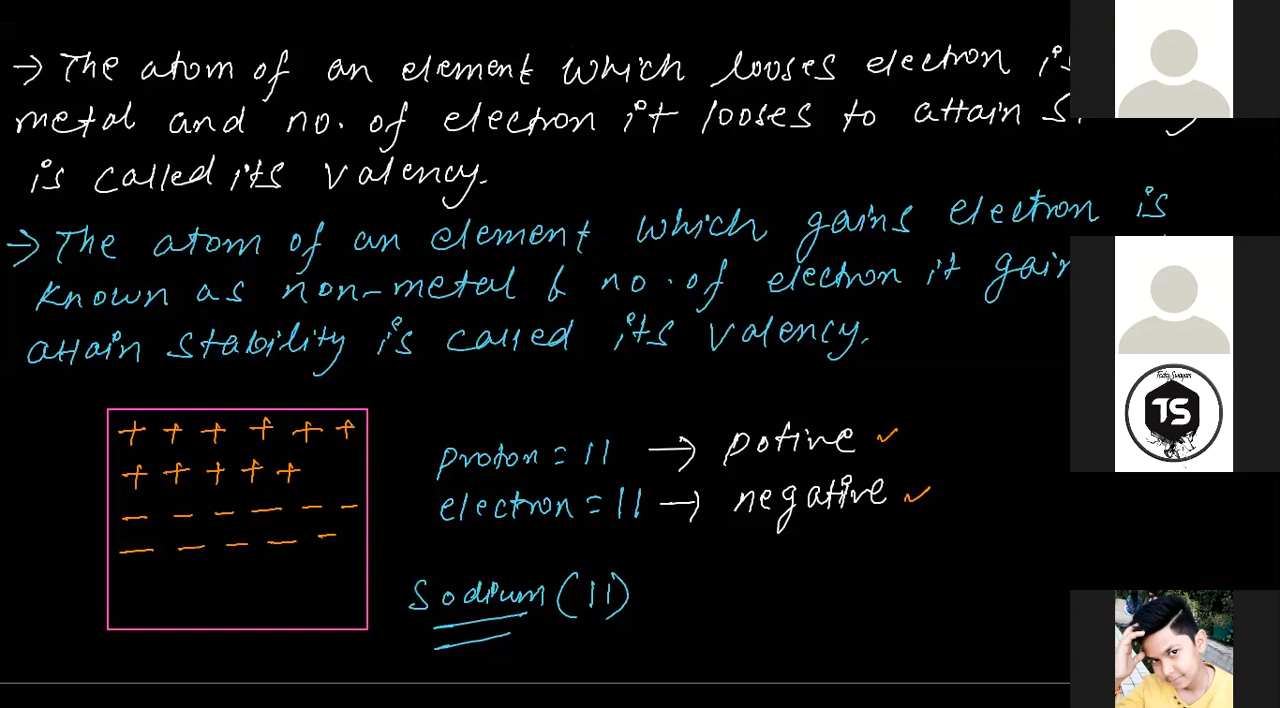 → The atom of an element which looses electron is
metal and no. of electron it looses to attain
is called its valency.
→ The atom of an element which gains electron is
known as non-metal & no. of electron it gain
attain stability is called its valency.
+ + + + + +
+ + + + +
- - - - - -
- - - - -
proton = 11 → potive ✓
electron = 11 → negative ✓
Sodium (11)
TS